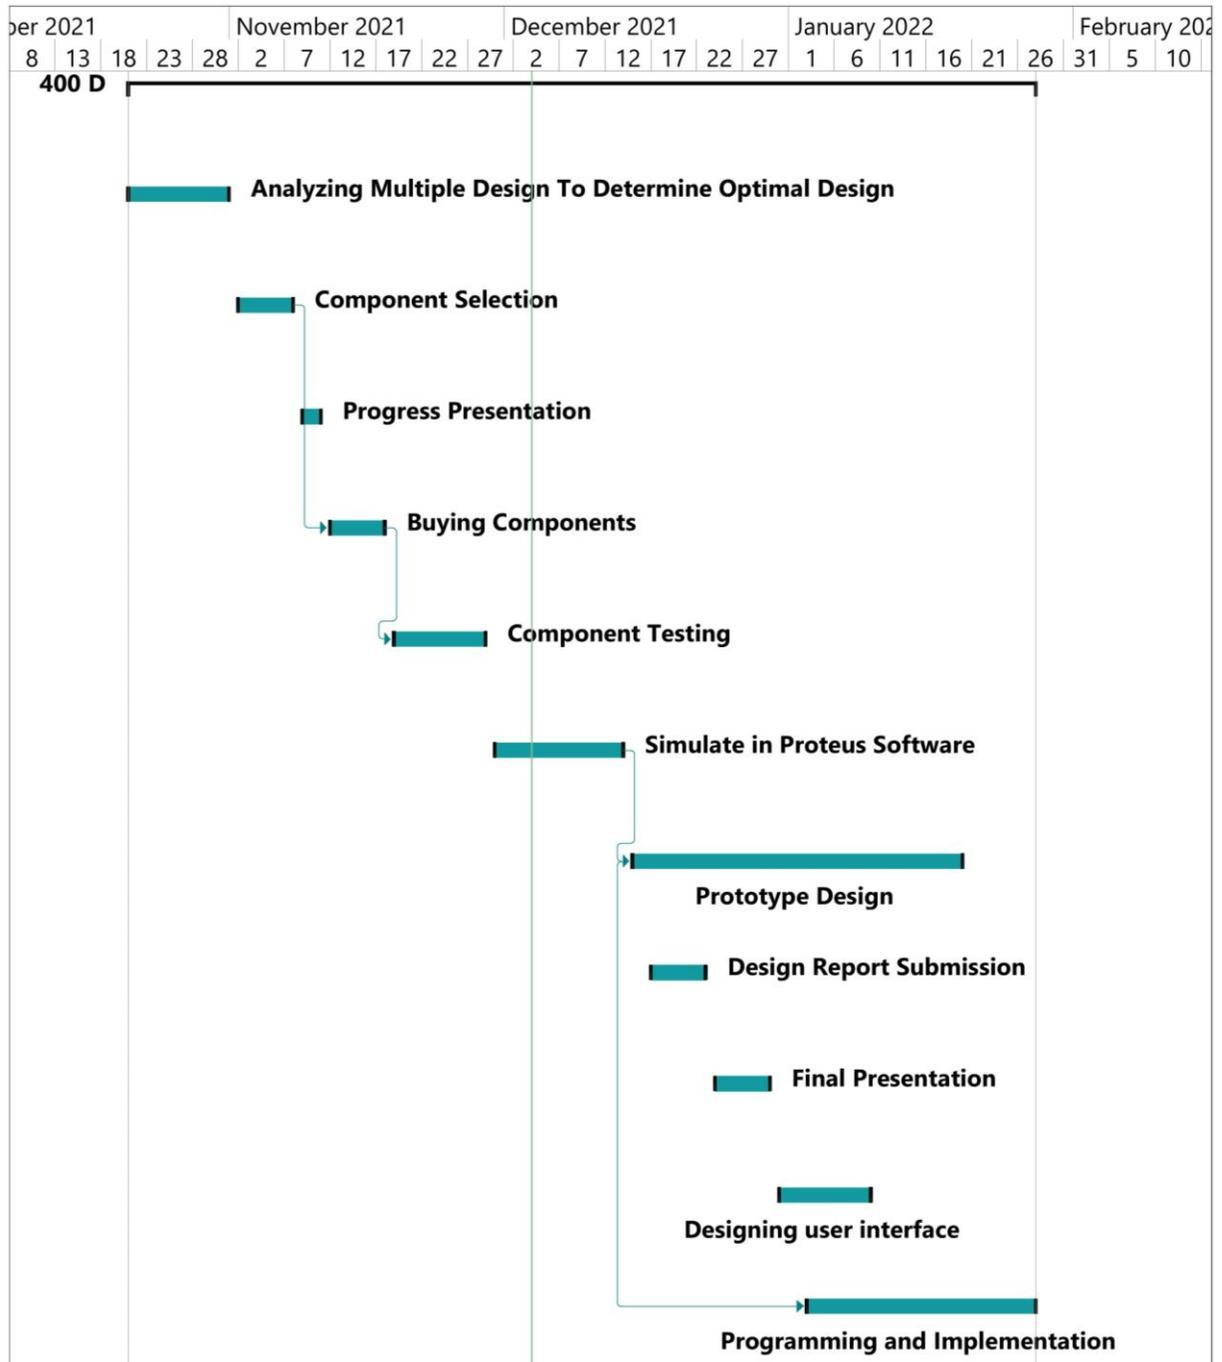 ber 2021 November 2021 December 2021 January 2022 February 202
8 13 18 23 28 2 7 12 17 22 27 2 7 12 17 22 27 1 6 11 16 21 26 31 5 10
400 D
Analyzing Multiple Design To Determine Optimal Design
Component Selection
Progress Presentation
Buying Components
Component Testing
Simulate in Proteus Software
Prototype Design
Design Report Submission
Final Presentation
Designing user interface
Programming and Implementation